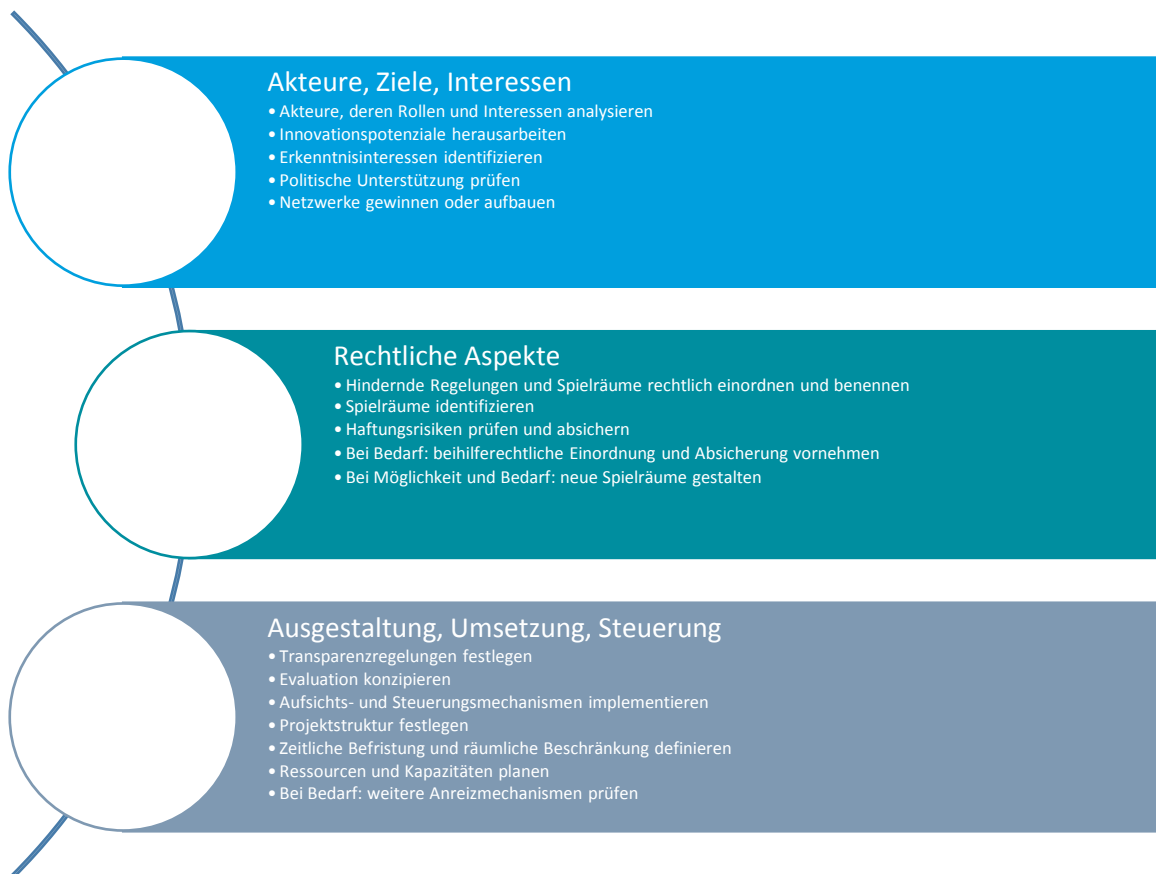 Akteure, Ziele, Interessen
• Akteure, deren Rollen und Interessen analysieren
• Innovationspotenziale herausarbeiten
• Erkenntnisinteressen identifizieren
• Politische Unterstützung prüfen
• Netzwerke gewinnen oder aufbauen
Rechtliche Aspekte
• Hindernde Regelungen und Spielräume rechtlich einordnen und benennen
• Spielräume identifizieren
• Haftungsrisiken prüfen und absichern
• Bei Bedarf: beihilferechtliche Einordnung und Absicherung vornehmen
• Bei Möglichkeit und Bedarf: neue Spielräume gestalten
Ausgestaltung, Umsetzung, Steuerung
• Transparenzregelungen festlegen
• Evaluation konzipieren
• Aufsichts- und Steuerungsmechanismen implementieren
• Projektstruktur festlegen
• Zeitliche Befristung und räumliche Beschränkung definieren
• Ressourcen und Kapazitäten planen
• Bei Bedarf: weitere Anreizmechanismen prüfen